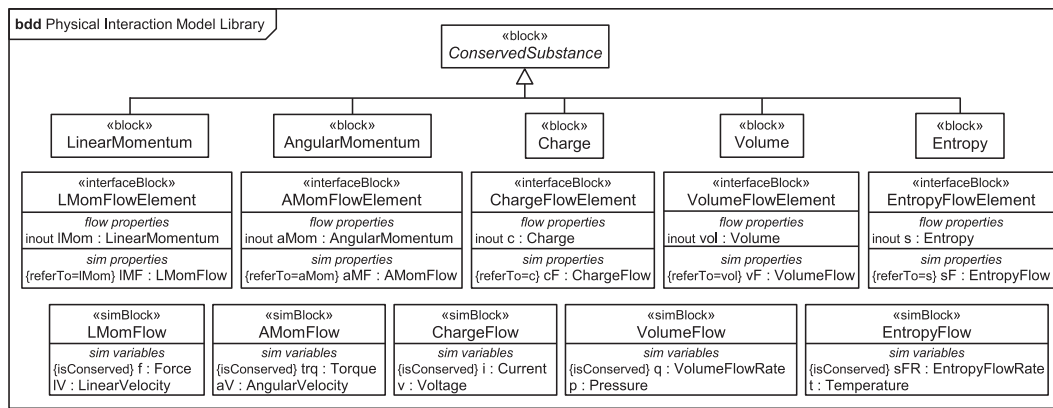 bdd Physical Interaction Model Library
«block»
ConservedSubstance
«block»
LinearMomentum
«block»
AngularMomentum
«block»
Charge
«block»
Volume
«block»
Entropy
«interfaceBlock»
LMomFlowElement
flow properties
inout lMom : LinearMomentum
sim properties
{referTo=lMom} lMF : LMomFlow
«interfaceBlock»
AMomFlowElement
flow properties
inout aMom : AngularMomentum
sim properties
{referTo=aMom} aMF : AMomFlow
«interfaceBlock»
ChargeFlowElement
flow properties
inout c : Charge
sim properties
{referTo=c} cF : ChargeFlow
«interfaceBlock»
VolumeFlowElement
flow properties
inout vol : Volume
sim properties
{referTo=vol} vF : VolumeFlow
«interfaceBlock»
EntropyFlowElement
flow properties
inout s : Entropy
sim properties
{referTo=s} sF : EntropyFlow
«simBlock»
LMomFlow
sim variables
{isConserved} f : Force
lV : LinearVelocity
«simBlock»
AMomFlow
sim variables
{isConserved} trq : Torque
aV : AngularVelocity
«simBlock»
ChargeFlow
sim variables
{isConserved} i : Current
v : Voltage
«simBlock»
VolumeFlow
sim variables
{isConserved} q : VolumeFlowRate
p : Pressure
«simBlock»
EntropyFlow
sim variables
{isConserved} sFR : EntropyFlowRate
t : Temperature